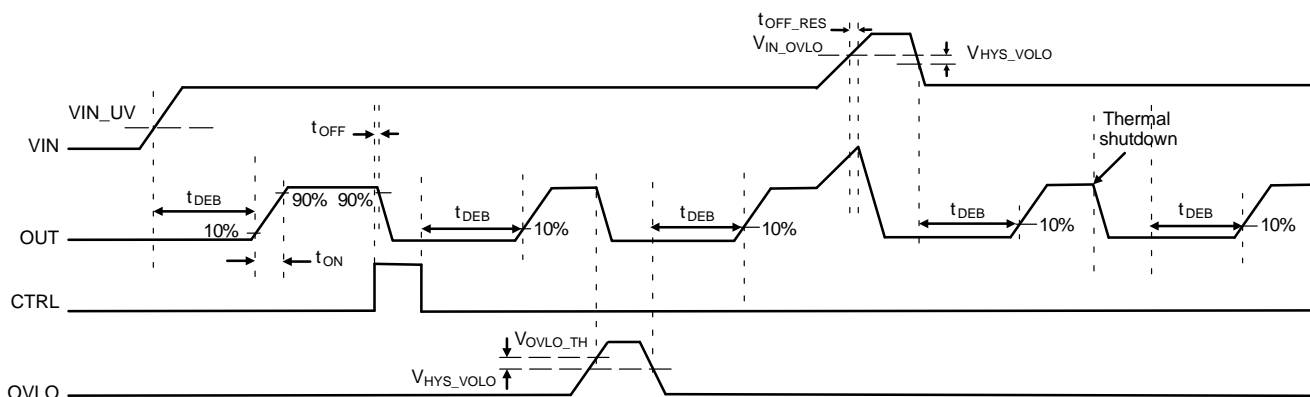 tOFF_RES
VIN_OVLO
VHYS_VOLO
VIN_UV
VIN
tOFF
Thermal
shutdown
tDEB
90% 90%
10%
tDEB
10%
tDEB
10%
tDEB
10%
tDEB
10%
OUT
tON
CTRL
VOVLO_TH
VHYS_VOLO
OVLO